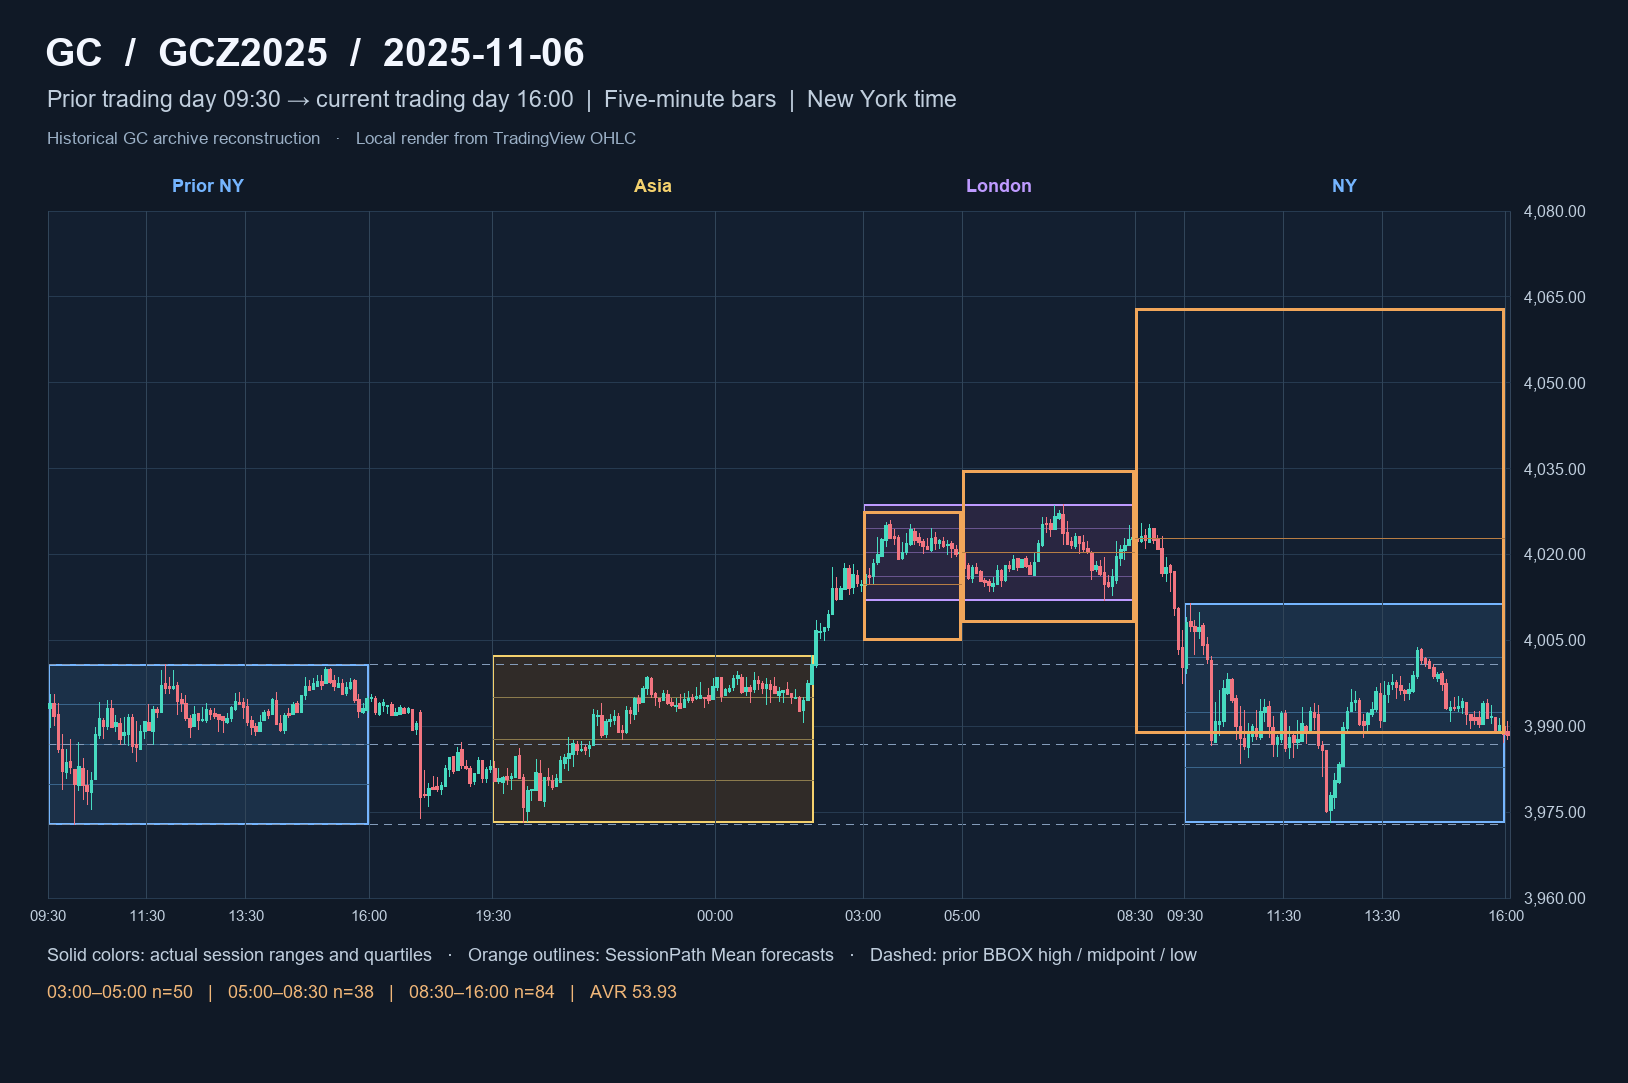 GC / GCZ2025 / 2025-11-06
Prior trading day 09:30 → current trading day 16:00 | Five-minute bars | New York time
Historical GC archive reconstruction · Local render from TradingView OHLC
Prior NY Asia London NY
4,080.00
4,065.00
4,050.00
4,035.00
4,020.00
4,005.00
3,990.00
3,975.00
3,960.00
09:30 11:30 13:30 16:00 19:30 00:00 03:00 05:00 08:30 09:30 11:30 13:30 16:00
Solid colors: actual session ranges and quartiles · Orange outlines: SessionPath Mean forecasts · Dashed: prior BBOX high / midpoint / low
03:00–05:00 n=50 | 05:00–08:30 n=38 | 08:30–16:00 n=84 | AVR 53.93